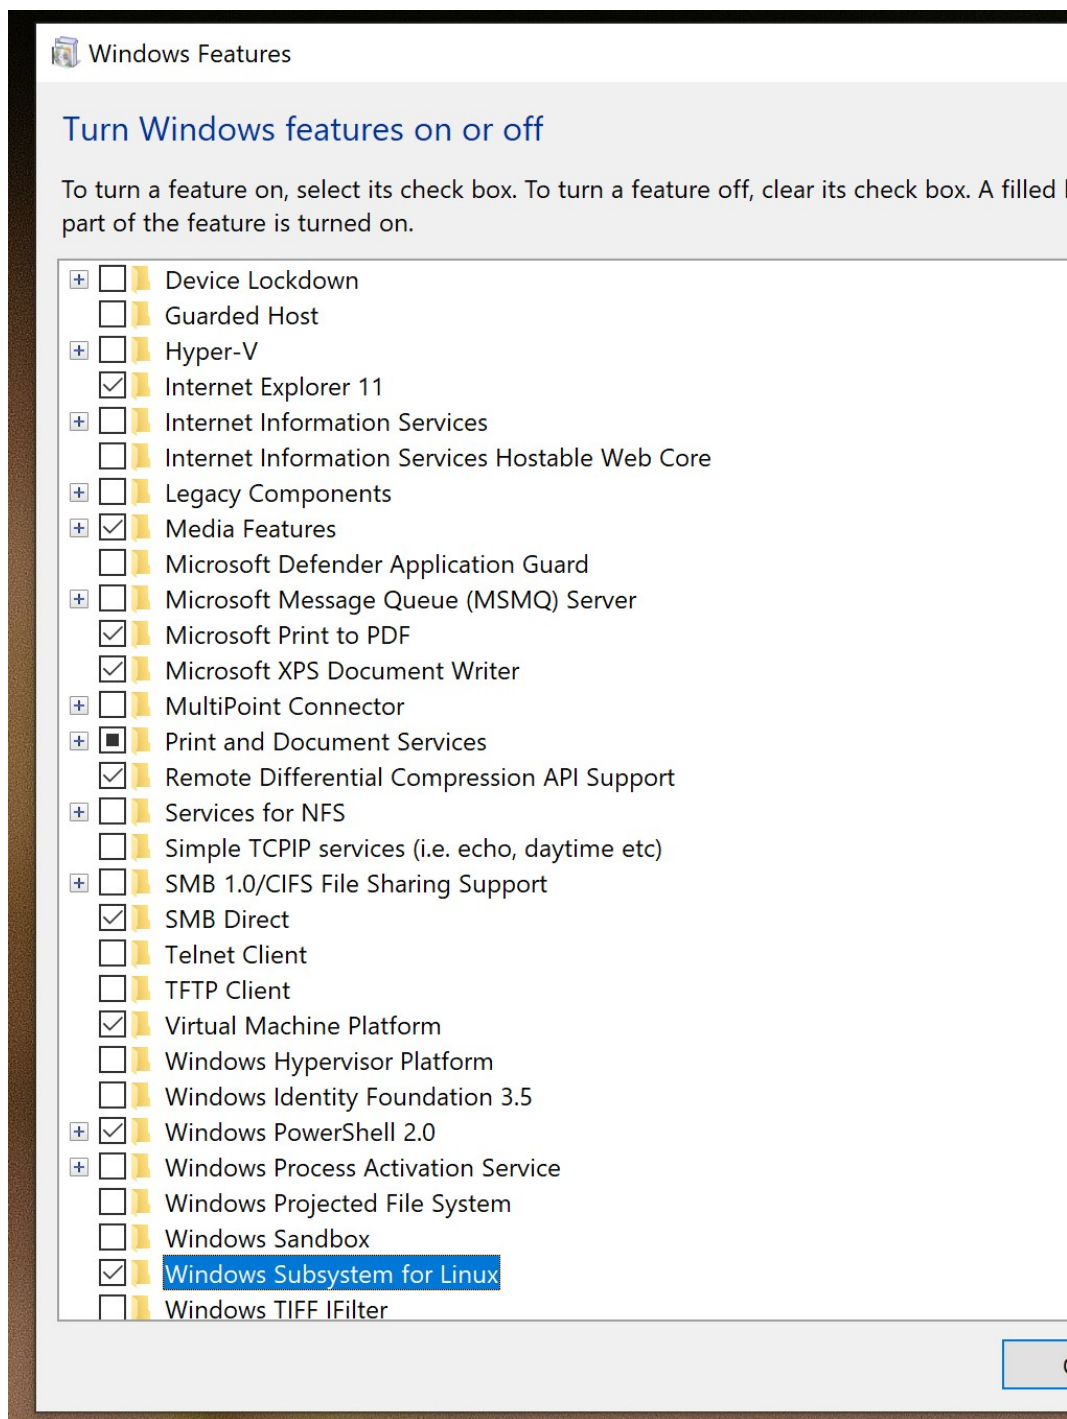 Windows Features
Turn Windows features on or off
To turn a feature on, select its check box. To turn a feature off, clear its check box. A filled
part of the feature is turned on.
Device Lockdown
Guarded Host
Hyper-V
Internet Explorer 11
Internet Information Services
Internet Information Services Hostable Web Core
Legacy Components
Media Features
Microsoft Defender Application Guard
Microsoft Message Queue (MSMQ) Server
Microsoft Print to PDF
Microsoft XPS Document Writer
MultiPoint Connector
Print and Document Services
Remote Differential Compression API Support
Services for NFS
Simple TCPIP services (i.e. echo, daytime etc)
SMB 1.0/CIFS File Sharing Support
SMB Direct
Telnet Client
TFTP Client
Virtual Machine Platform
Windows Hypervisor Platform
Windows Identity Foundation 3.5
Windows PowerShell 2.0
Windows Process Activation Service
Windows Projected File System
Windows Sandbox
Windows Subsystem for Linux
Windows TIFF IFilter